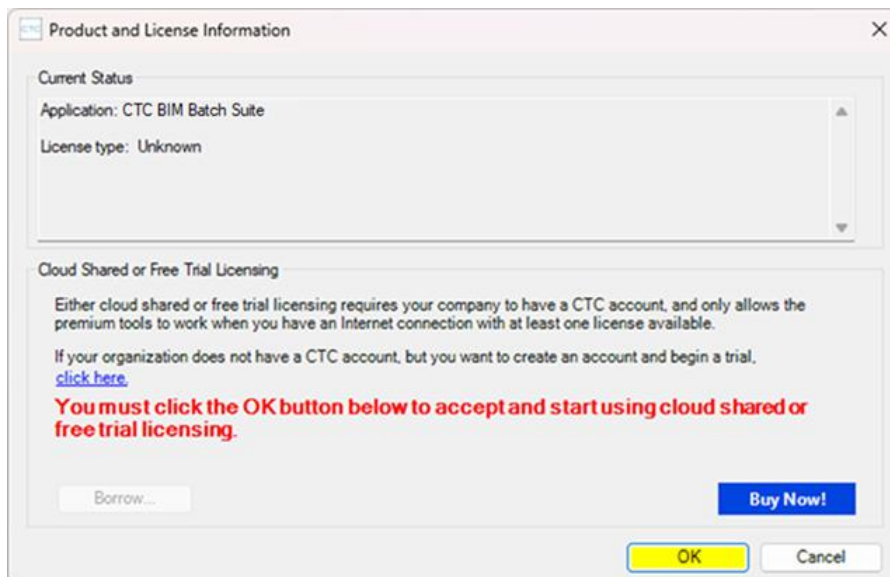 CTC Product and License Information
Current Status
Application: CTC BIM Batch Suite
License type: Unknown
Cloud Shared or Free Trial Licensing
Either cloud shared or free trial licensing requires your company to have a CTC account, and only allows the
premium tools to work when you have an Internet connection with at least one license available.
If your organization does not have a CTC account, but you want to create an account and begin a trial,
click here.
You must click the OK button below to accept and start using cloud shared or
free trial licensing.
Borrow...
Buy Now!
OK
Cancel